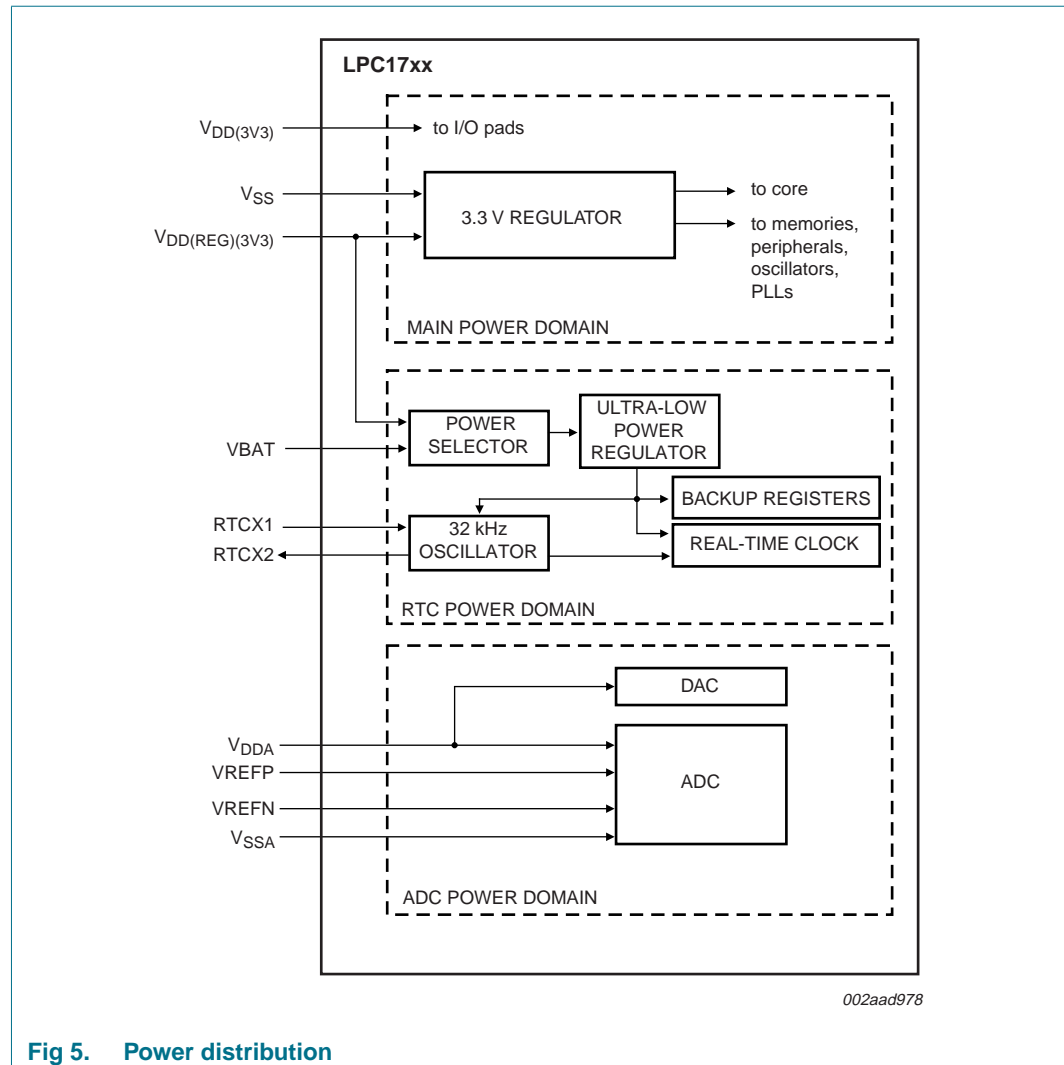 LPC17xx
VDD(3V3)
to I/O pads
VSS
3.3 V REGULATOR
to core
VDD(REG)(3V3)
to memories,
peripherals,
oscillators,
PLLs
MAIN POWER DOMAIN
ULTRA-LOW
POWER
REGULATOR
POWER
SELECTOR
VBAT
BACKUP REGISTERS
RTCX1
32 kHz
OSCILLATOR
REAL-TIME CLOCK
RTCX2
RTC POWER DOMAIN
DAC
VDDA
VREFP
ADC
VREFN
VSSA
ADC POWER DOMAIN
002aad978
Fig 5. Power distribution